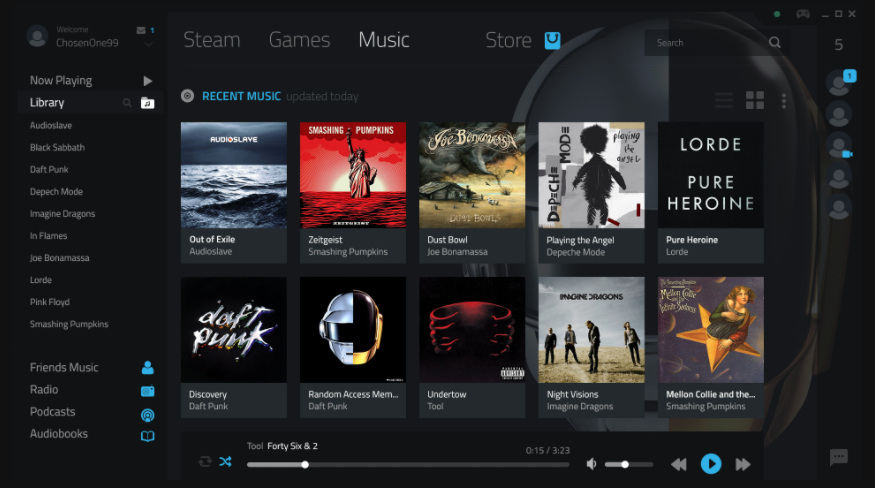 Welcome
1
ChosenOne99
Steam
Games
Music
Store
Search
5
1
Now Playing
Library
Audioslave
Black Sabbath
Daft Punk
Depech Mode
Imagine Dragons
In Flames
Joe Bonamassa
Lorde
Pink Floyd
Smashing Pumpkins
Friends Music
Radio
Podcasts
Audiobooks
RECENT MUSIC updated today
AUDIOSLAVE
Out of Exile
Audioslave
SMASHING PUMPKINS
ZEITGEIST
Zeitgeist
Smashing Pumpkins
Joe Bonamassa
DUST BOWL
Dust Bowl
Joe Bonamassa
DEPECHE MODE
playing
the
angel
Playing the Angel
Depeche Mode
LORDE
PURE
HEROINE
Pure Heroine
Lorde
daft
punk
Discovery
Daft Punk
Random Access Mem...
Daft Punk
PARENTAL
ADVISORY
Undertow
Tool
IMAGINE DRAGONS
Night Visions
Imagine Dragons
Mellon Collie
and the
Infinite Sadness
Mellon Collie and the...
Smashing Pumpkins
Tool Forty Six & 2
0:15 / 3:23